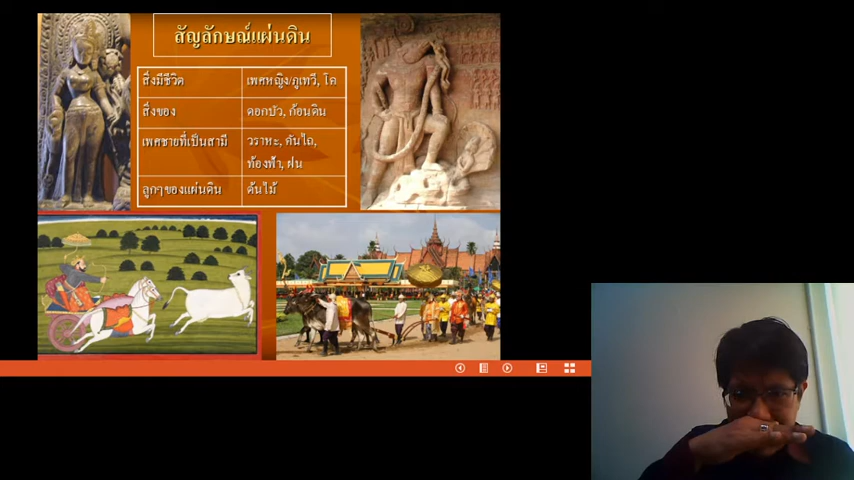 สัญลักษณ์แผ่นดิน
สิ่งมีชีวิต
เพศหญิง/ภูเทวี, โค
สิ่งของ
ดอกบัว, ก้อนดิน
เพศชายที่เป็นสามี
วราหะ, คันไถ,
ท้องฟ้า, ฝน
ลูกๆของแผ่นดิน
ต้นไม้